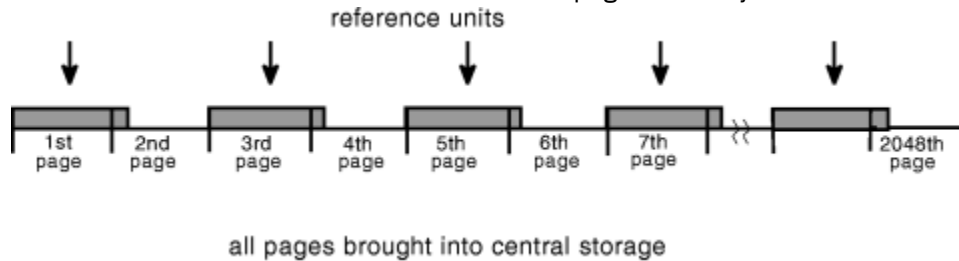 reference units
1st
page
2nd
page
3rd
page
4th
page
5th
page
6th
page
7th
page
2048th
page
all pages brought into central storage